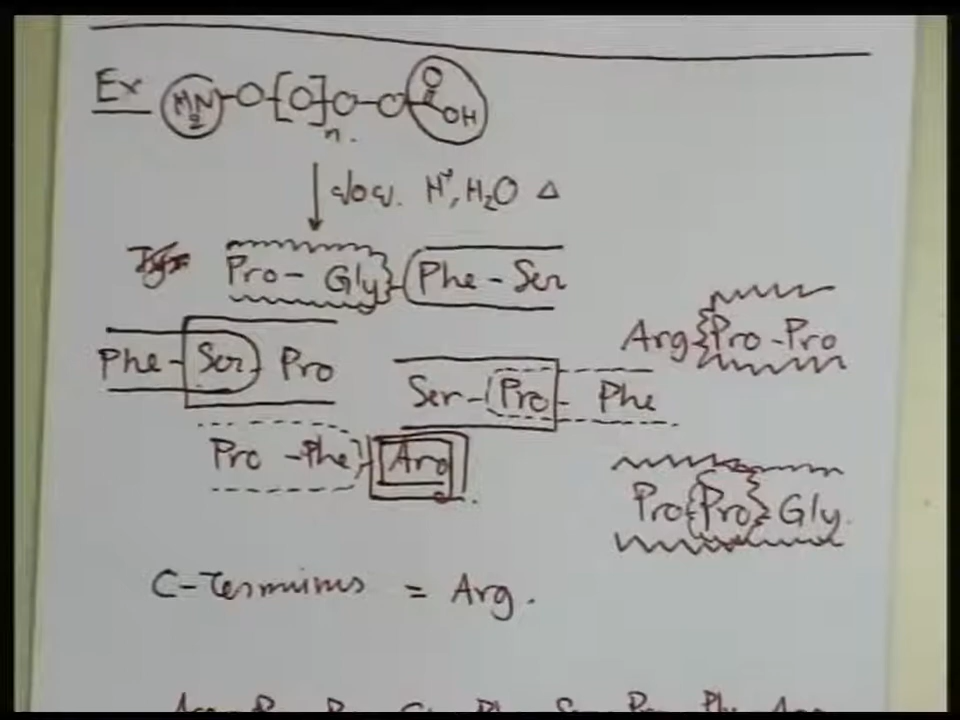 Ex H2N-O-[O]n-O-O-C(=O)OH
H+, H2O Δ
Pro - Gly - Phe - Ser
Arg Pro - Pro
Phe - Ser Pro
Ser - Pro - Phe
Pro - Phe - Arg
Pro Pro Gly
C-Terminus = Arg.